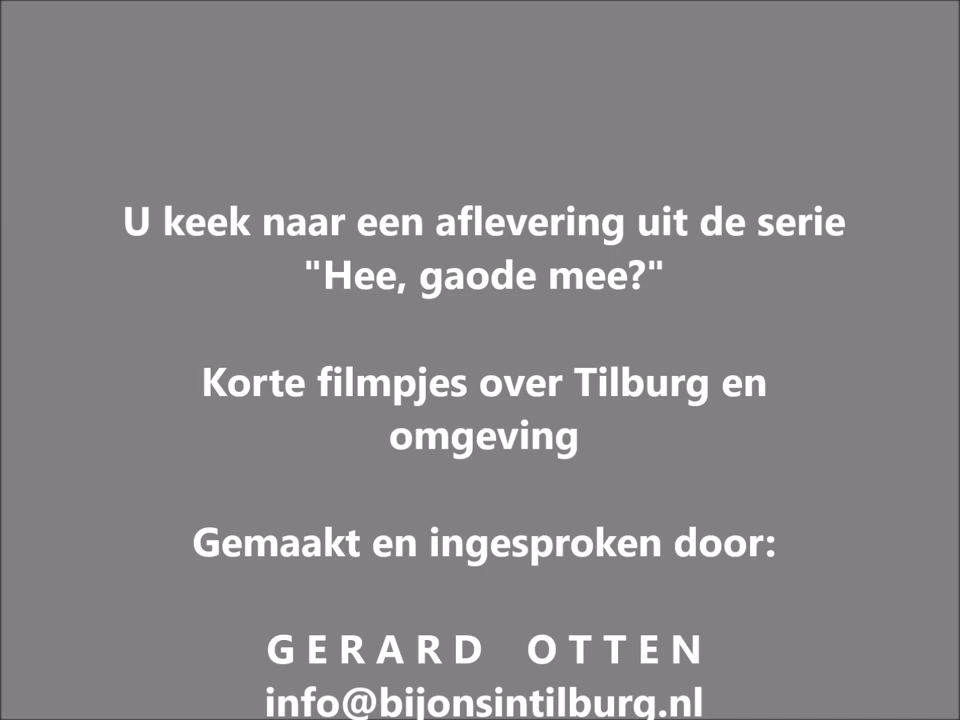 U keek naar een aflevering uit de serie
"Hee, gaode mee?"
Korte filmpjes over Tilburg en
omgeving
Gemaakt en ingesproken door:
G E R A R D O T T E N
info@bijonsintilburg.nl